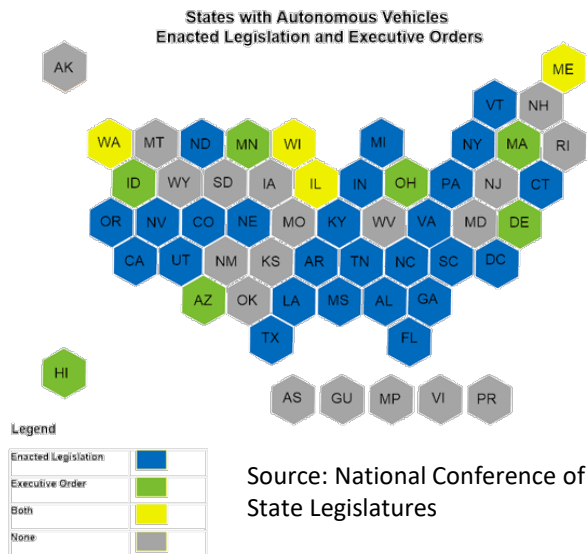 States with Autonomous Vehicles
Enacted Legislation and Executive Orders
AK
ME
VT NH
WA MT ND MN WI MI NY MA RI
ID WY SD IA IL IN OH PA NJ CT
OR NV CO NE MO KY WV VA MD DE
CA UT NM KS AR TN NC SC DC
AZ OK LA MS AL GA
TX FL
HI
AS GU MP VI PR
Legend
Enacted Legislation
Executive Order
Both
None
Source: National Conference of
State Legislatures